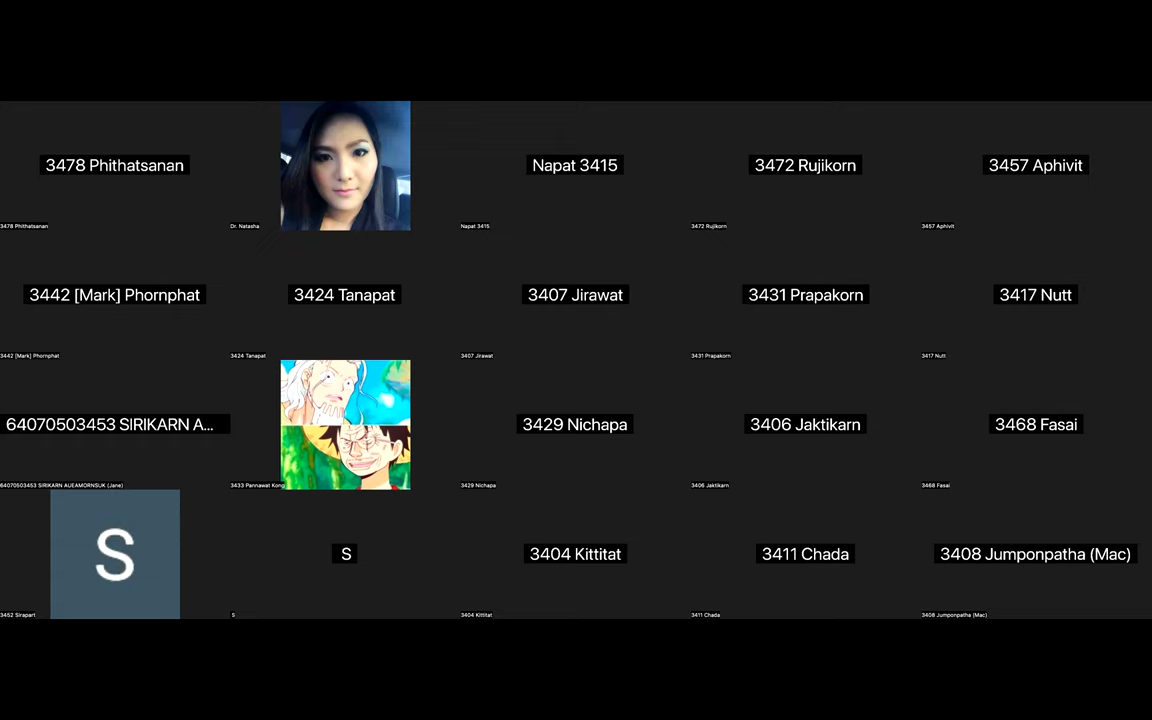 3478 Phithatsanan
Napat 3415
3472 Rujikorn
3457 Aphivit
3478 Phithatsanan
Dr. Natasha
Napat 3415
3472 Rujikorn
3457 Aphivit
3442 [Mark] Phornphat
3424 Tanapat
3407 Jirawat
3431 Prapakorn
3417 Nutt
3442 [Mark] Phornphat
3424 Tanapat
3407 Jirawat
3431 Prapakorn
3417 Nutt
64070503453 SIRIKARN A...
3429 Nichapa
3406 Jaktikarn
3468 Fasai
64070503453 SIRIKARN AUEAMORNSUK (Jane)
3433 Pannawat Kong
3429 Nichapa
3406 Jaktikarn
3468 Fasai
S
S
3404 Kittitat
3411 Chada
3408 Jumponpatha (Mac)
3452 Sirapart
S
3404 Kittitat
3411 Chada
3408 Jumponpatha (Mac)